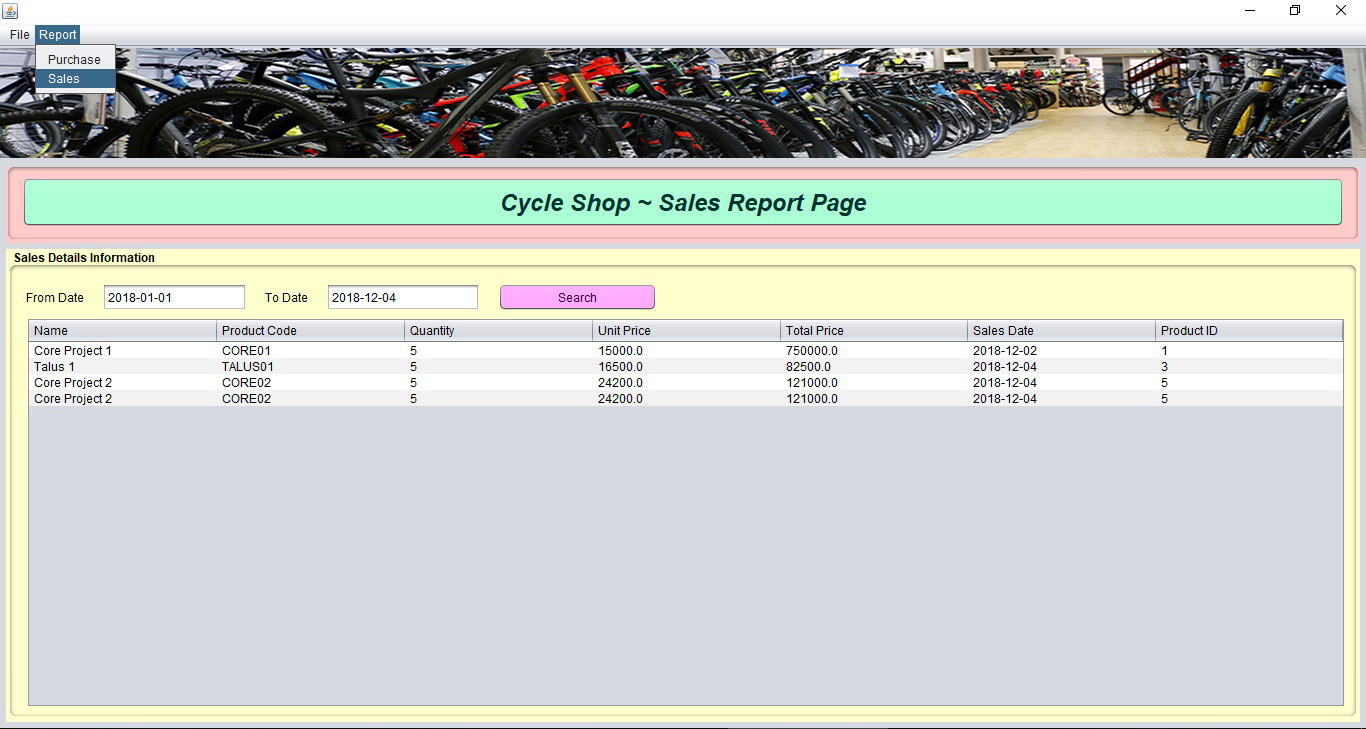 File Report
Purchase
Sales
Cycle Shop ~ Sales Report Page
Sales Details Information
From Date 2018-01-01 To Date 2018-12-04 Search
Name Product Code Quantity Unit Price Total Price Sales Date Product ID
Core Project 1 CORE01 5 15000.0 750000.0 2018-12-02 1
Talus 1 TALUS01 5 16500.0 82500.0 2018-12-04 3
Core Project 2 CORE02 5 24200.0 121000.0 2018-12-04 5
Core Project 2 CORE02 5 24200.0 121000.0 2018-12-04 5